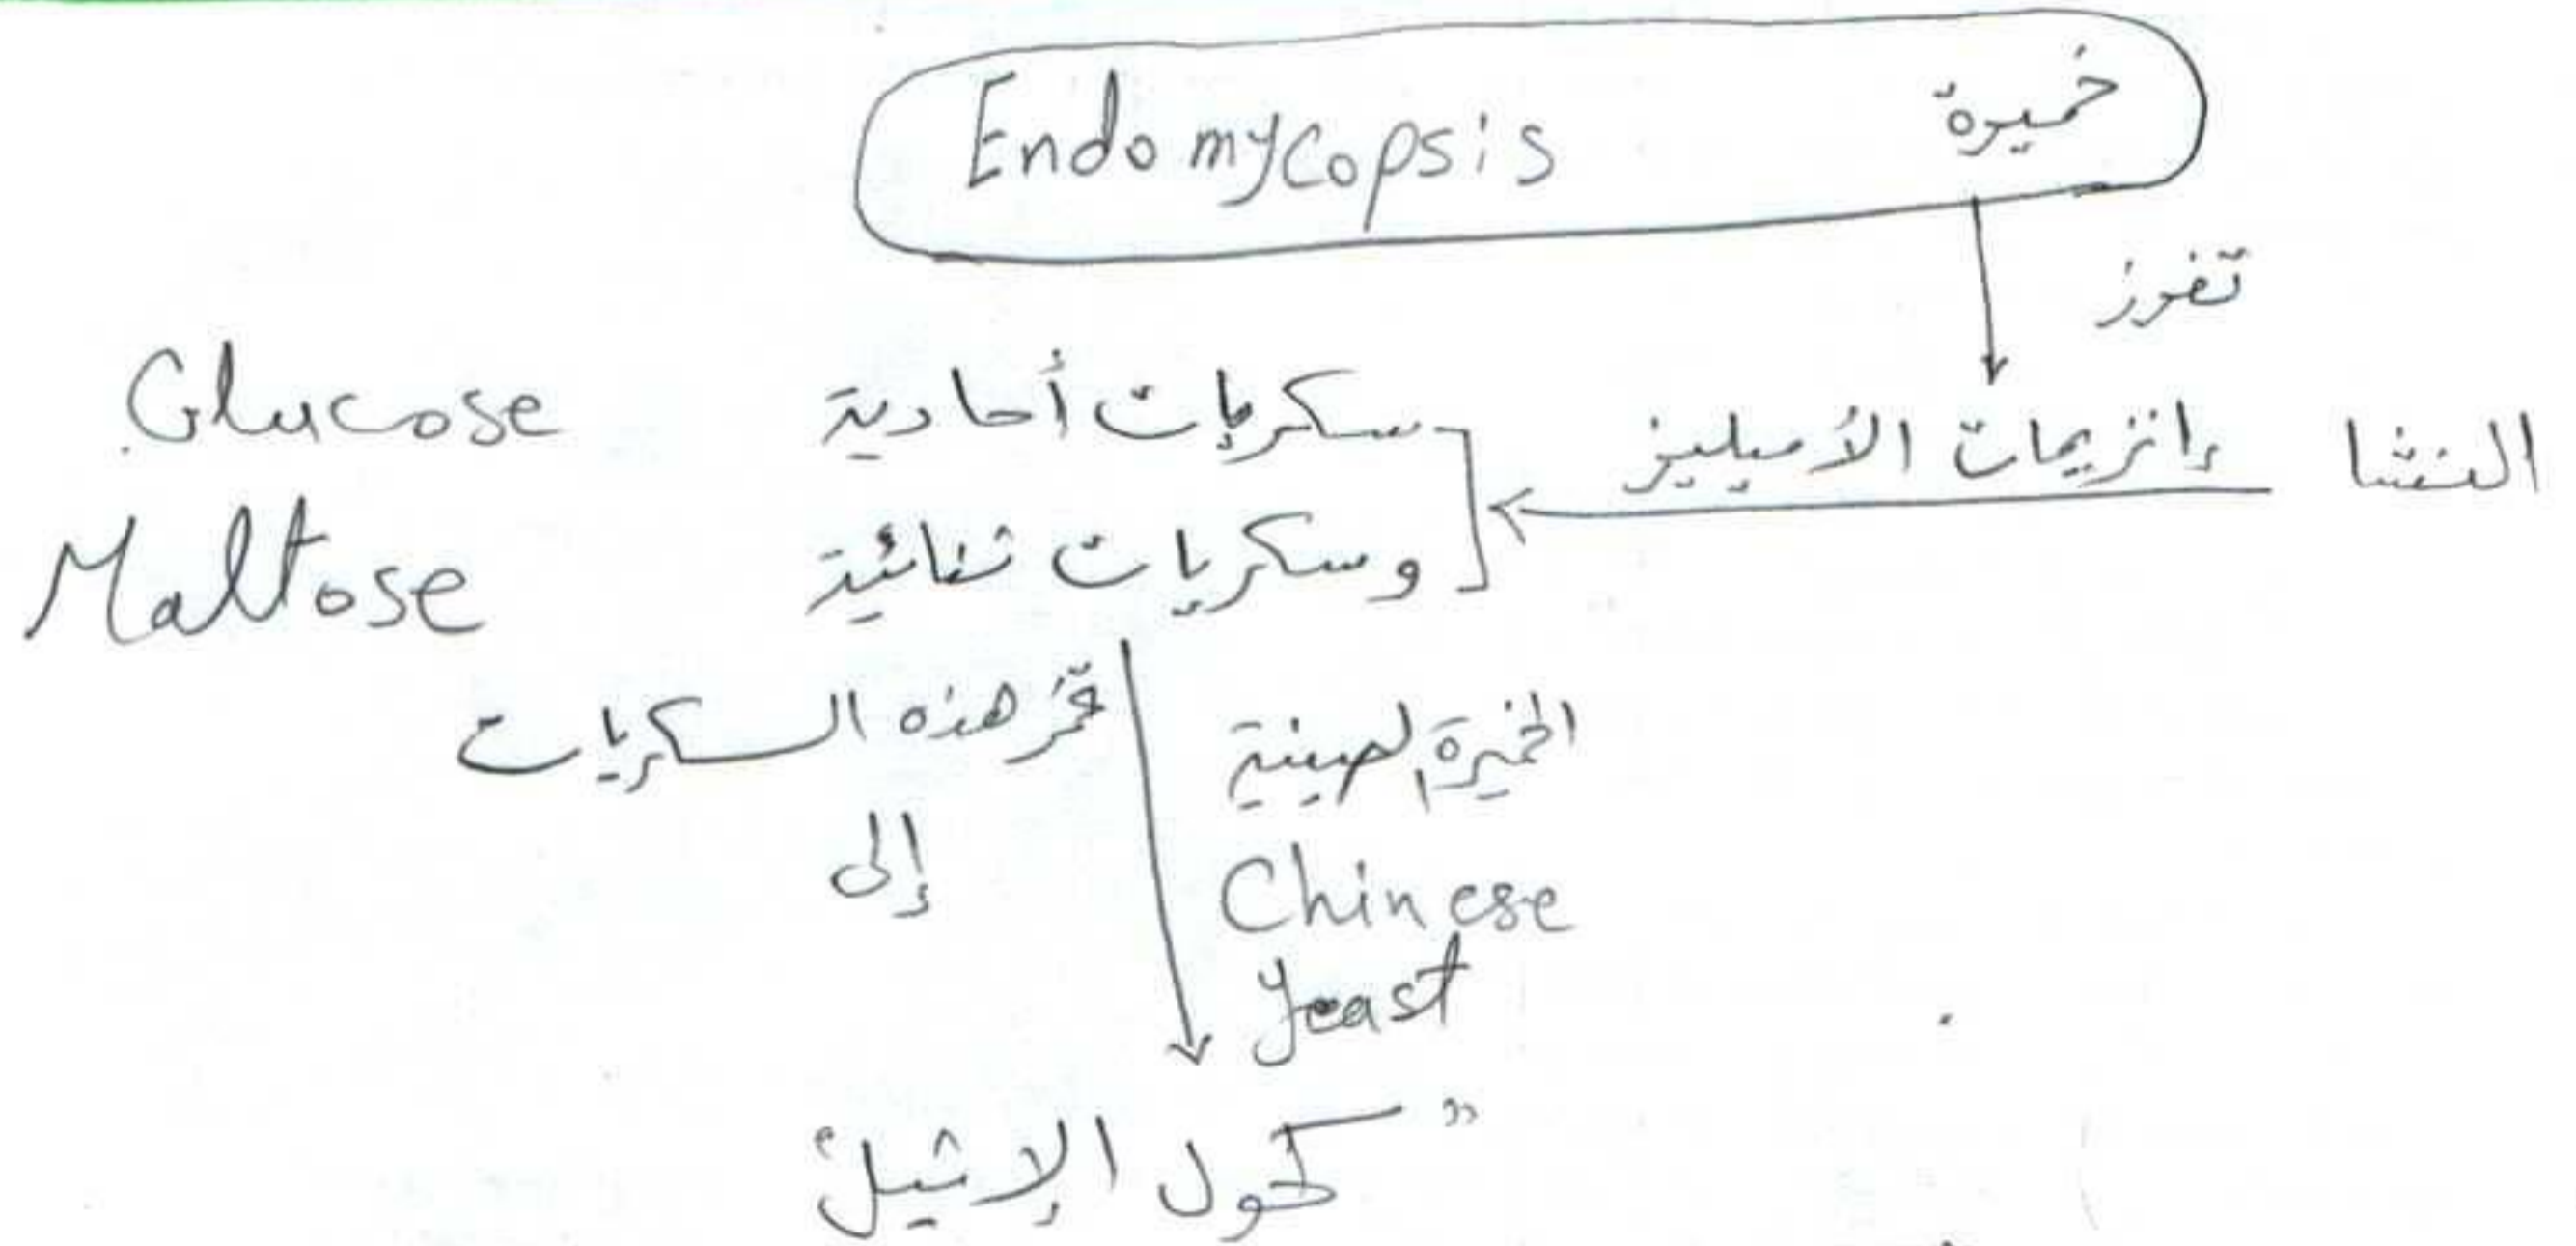 خميرة Endomycopsis
تفرز
النشا إنزيمات الأميليز
سكريات أحادية Glucose
وسكريات ثنائية Maltose
الخميرة الصينية
Chinese
yeast
تخمر هذه السكريات
إلى
"كحول الإثيل"